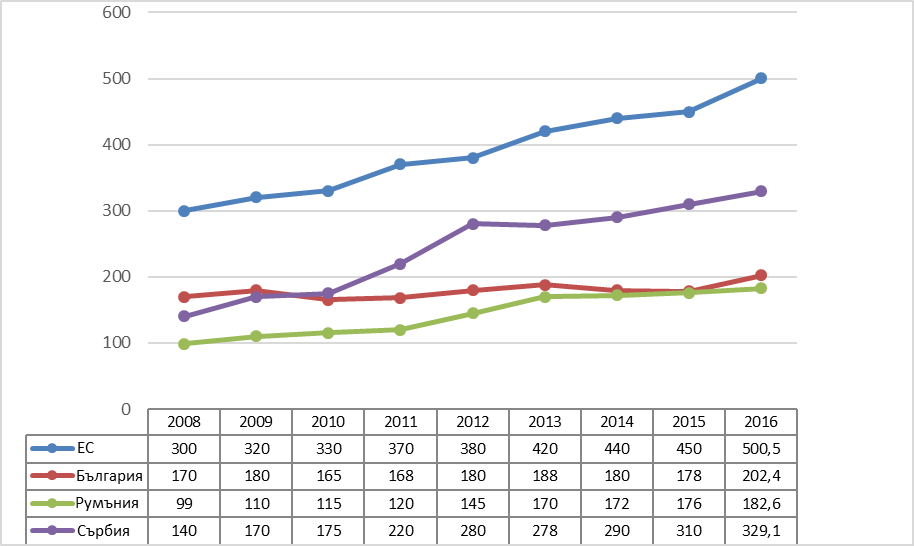 600
500
400
300
200
100
0
2008 2009 2010 2011 2012 2013 2014 2015 2016
ЕС 300 320 330 370 380 420 440 450 500,5
България 170 180 165 168 180 188 180 178 202,4
Румъния 99 110 115 120 145 170 172 176 182,6
Сърбия 140 170 175 220 280 278 290 310 329,1